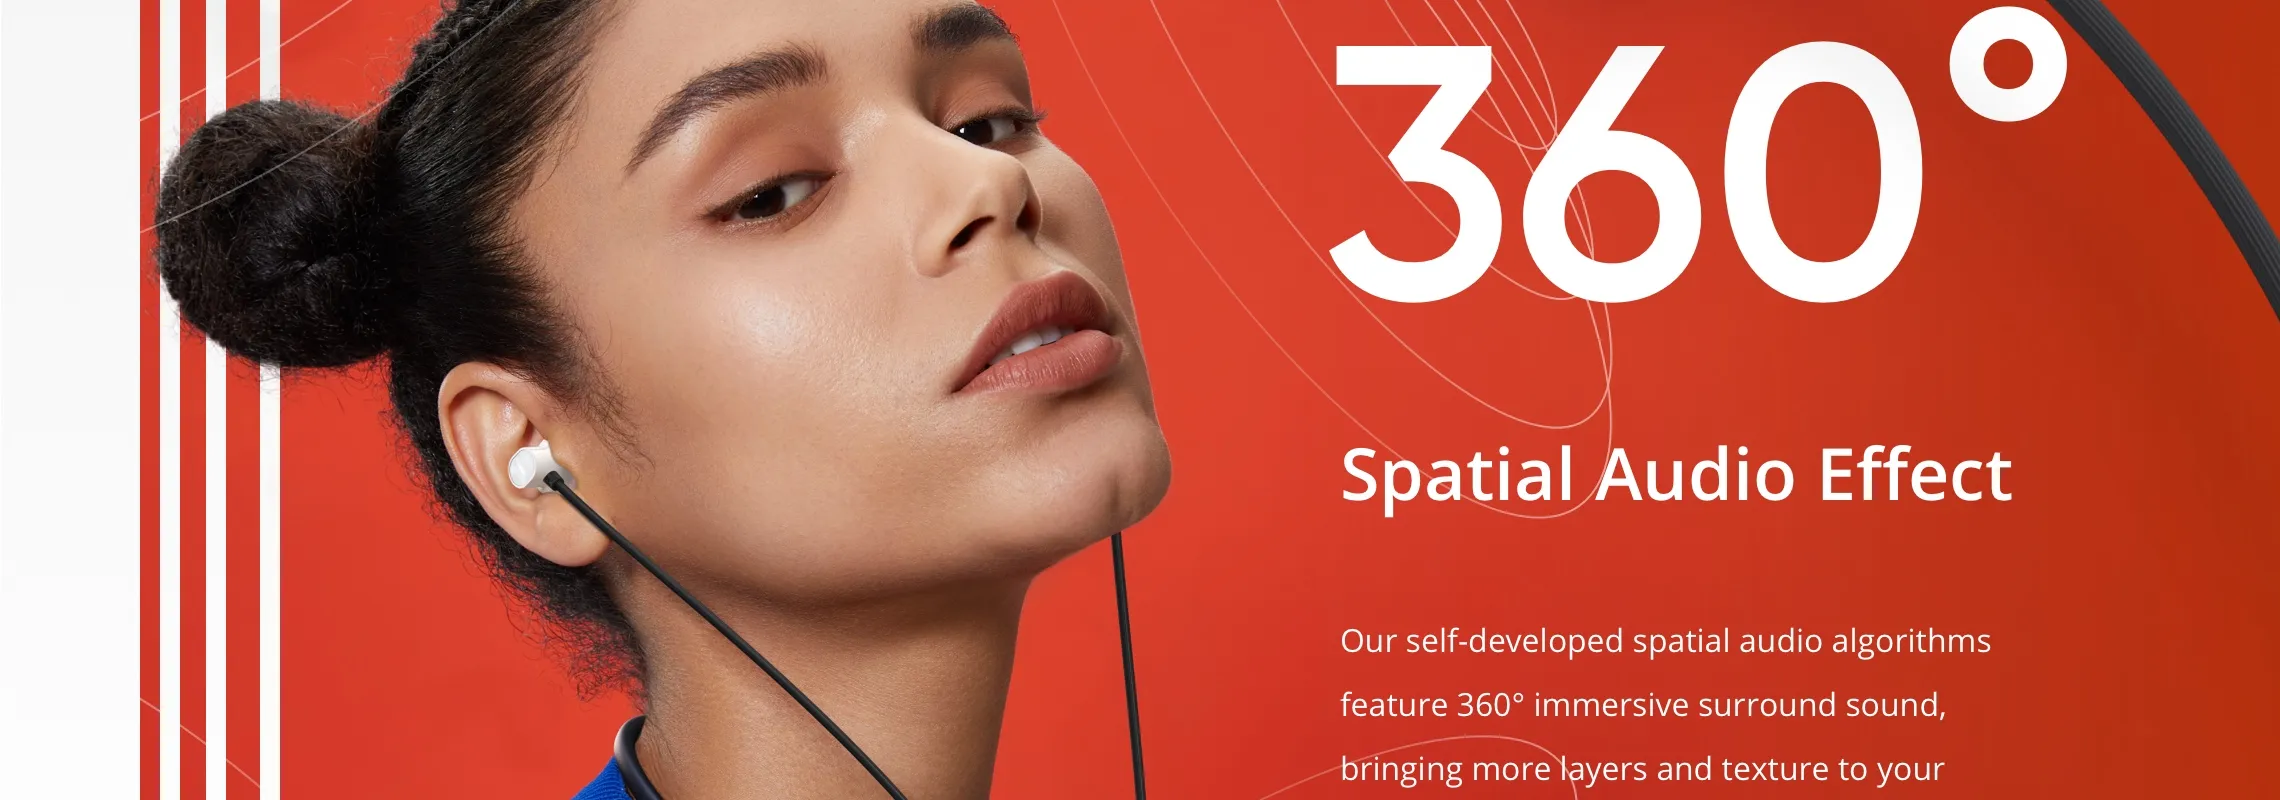 360°
Spatial Audio Effect
Our self-developed spatial audio algorithms
feature 360° immersive surround sound,
bringing more layers and texture to your